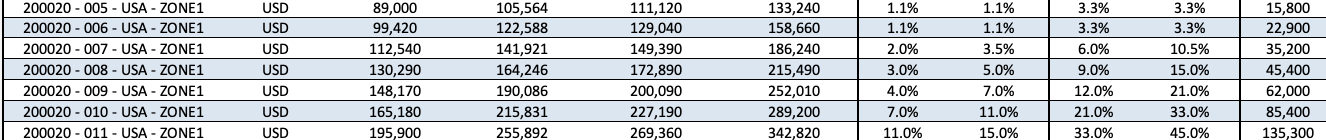 200020 - 005 - USA - ZONE1 USD 89,000 105,564 111,120 133,240 1.1% 1.1% 3.3% 3.3% 15,800
200020 - 006 - USA - ZONE1 USD 99,420 122,588 129,040 158,660 1.1% 1.1% 3.3% 3.3% 22,900
200020 - 007 - USA - ZONE1 USD 112,540 141,921 149,390 186,240 2.0% 3.5% 6.0% 10.5% 35,200
200020 - 008 - USA - ZONE1 USD 130,290 164,246 172,890 215,490 3.0% 5.0% 9.0% 15.0% 45,400
200020 - 009 - USA - ZONE1 USD 148,170 190,086 200,090 252,010 4.0% 7.0% 12.0% 21.0% 62,000
200020 - 010 - USA - ZONE1 USD 165,180 215,831 227,190 289,200 7.0% 11.0% 21.0% 33.0% 85,400
200020 - 011 - USA - ZONE1 USD 195,900 255,892 269,360 342,820 11.0% 15.0% 33.0% 45.0% 135,300